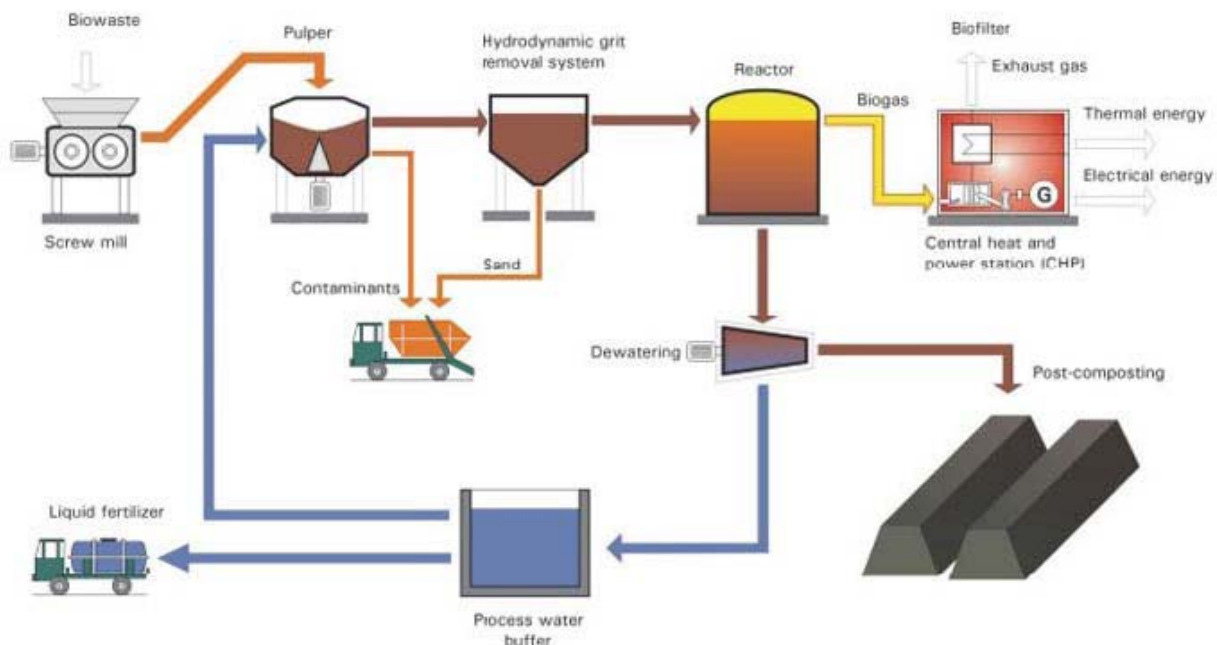 Biowaste
Pulper
Hydrodynamic grit
removal system
Reactor
Biogas
Biofilter
Exhaust gas
Thermal energy
Electrical energy
G
Central heat and
power station (CHP)
Screw mill
Sand
Contaminants
Dewatering
Post-composting
Liquid fertilizer
Process water
buffer